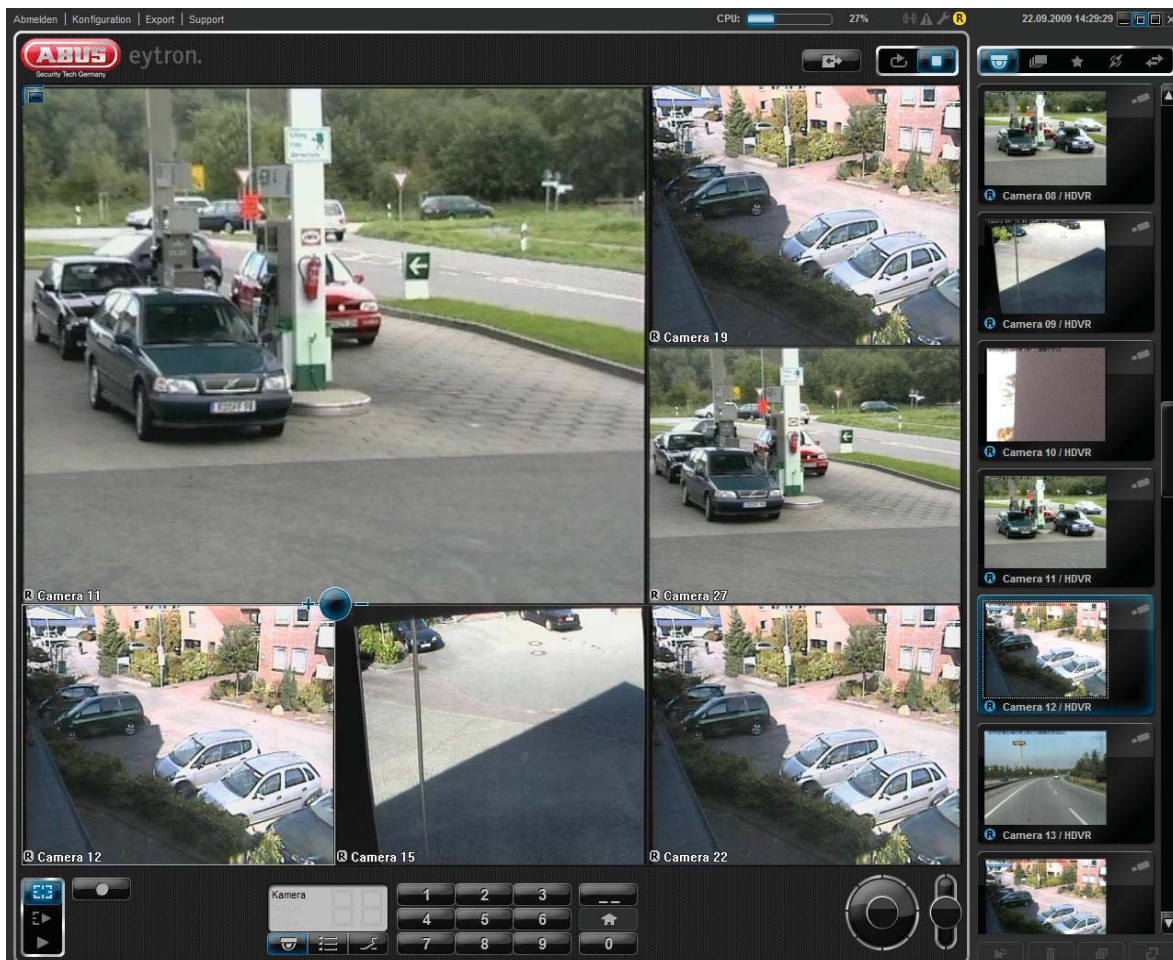 Abmelden | Konfiguration | Export | Support
CPU: 27%
R
22.09.2009 14:29:29
ABUS eytron.
Security Tech Germany
R Camera 11
R Camera 19
R Camera 27
R Camera 12
R Camera 15
R Camera 22
R Camera 08 / HDVR
R Camera 09 / HDVR
R Camera 10 / HDVR
R Camera 11 / HDVR
R Camera 12 / HDVR
R Camera 13 / HDVR
Kamera
1 2 3 _ _
4 5 6
7 8 9 0